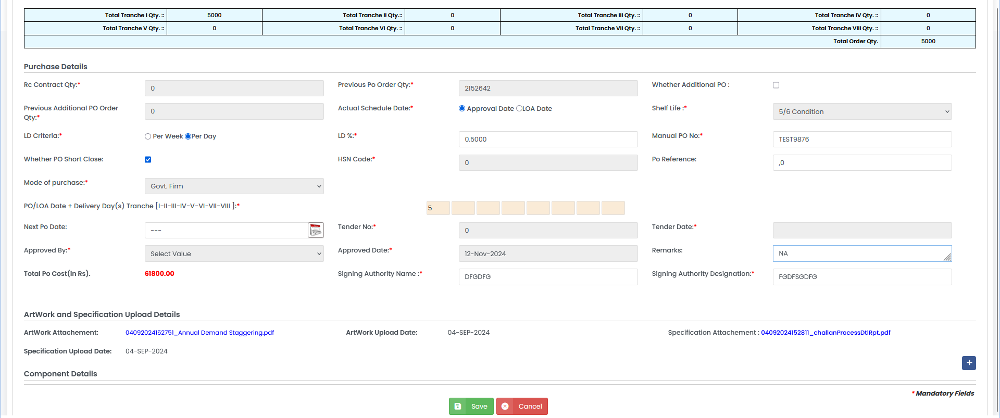 Total Tranche I Qty. :: 5000 Total Tranche II Qty.:: 0 Total Tranche III Qty. :: 0 Total Tranche IV Qty. :: 0
Total Tranche V Qty. :: 0 Total Tranche VI Qty. :: 0 Total Tranche VII Qty. :: 0 Total Tranche VIII Qty. :: 0
Total Order Qty. 5000
Purchase Details
Rc Contract Qty:* 0 Previous Po Order Qty:* 2152642 Whether Additional PO :
Previous Additional PO Order Qty:* 0 Actual Schedule Date:* Approval Date LOA Date Shelf Life :* 5/6 Condition
LD Criteria:* Per Week Per Day LD %:* 0.5000 Manual PO No:* TEST9876
Whether PO Short Close: HSN Code:* 0 Po Reference: ,0
Mode of purchase:* Govt. Firm
PO/LOA Date + Delivery Day(s) Tranche [I-II-III-IV-V-VI-VII-VIII ]:* 5
Next Po Date: --- Tender No:* 0 Tender Date:*
Approved By:* Select Value Approved Date:* 12-Nov-2024 Remarks: NA
Total Po Cost(in Rs). 61800.00 Signing Authority Name :* DFGDFG Signing Authority Designation:* FGDFSGDFG
ArtWork and Specification Upload Details
ArtWork Attachement: 04092024152751_Annual Demand Staggering.pdf ArtWork Upload Date: 04-SEP-2024 Specification Attachement : 04092024152811_challanProcessDtlRpt.pdf
Specification Upload Date: 04-SEP-2024
+
Component Details
* Mandatory Fields
Save Cancel